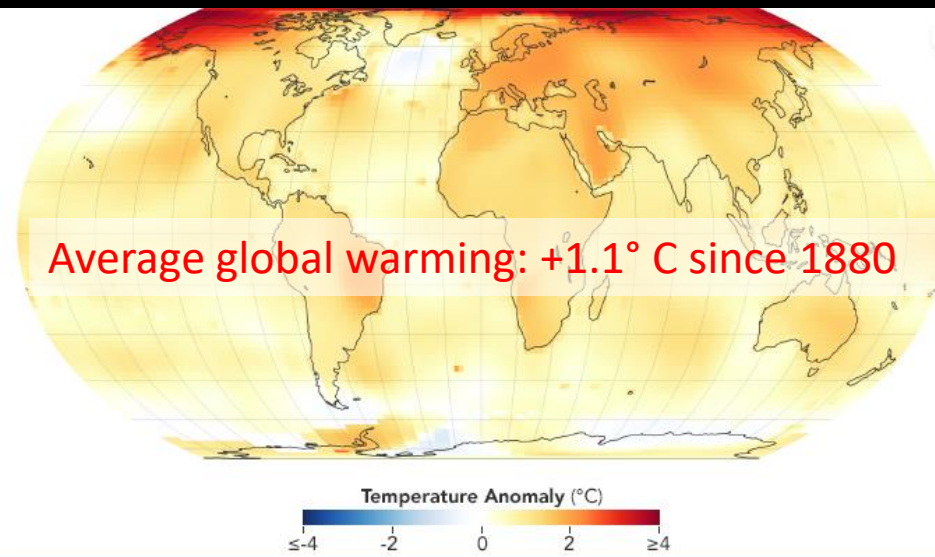 Average global warming: +1.1° C since 1880
Temperature Anomaly (°C)
≤-4 -2 0 2 ≥4